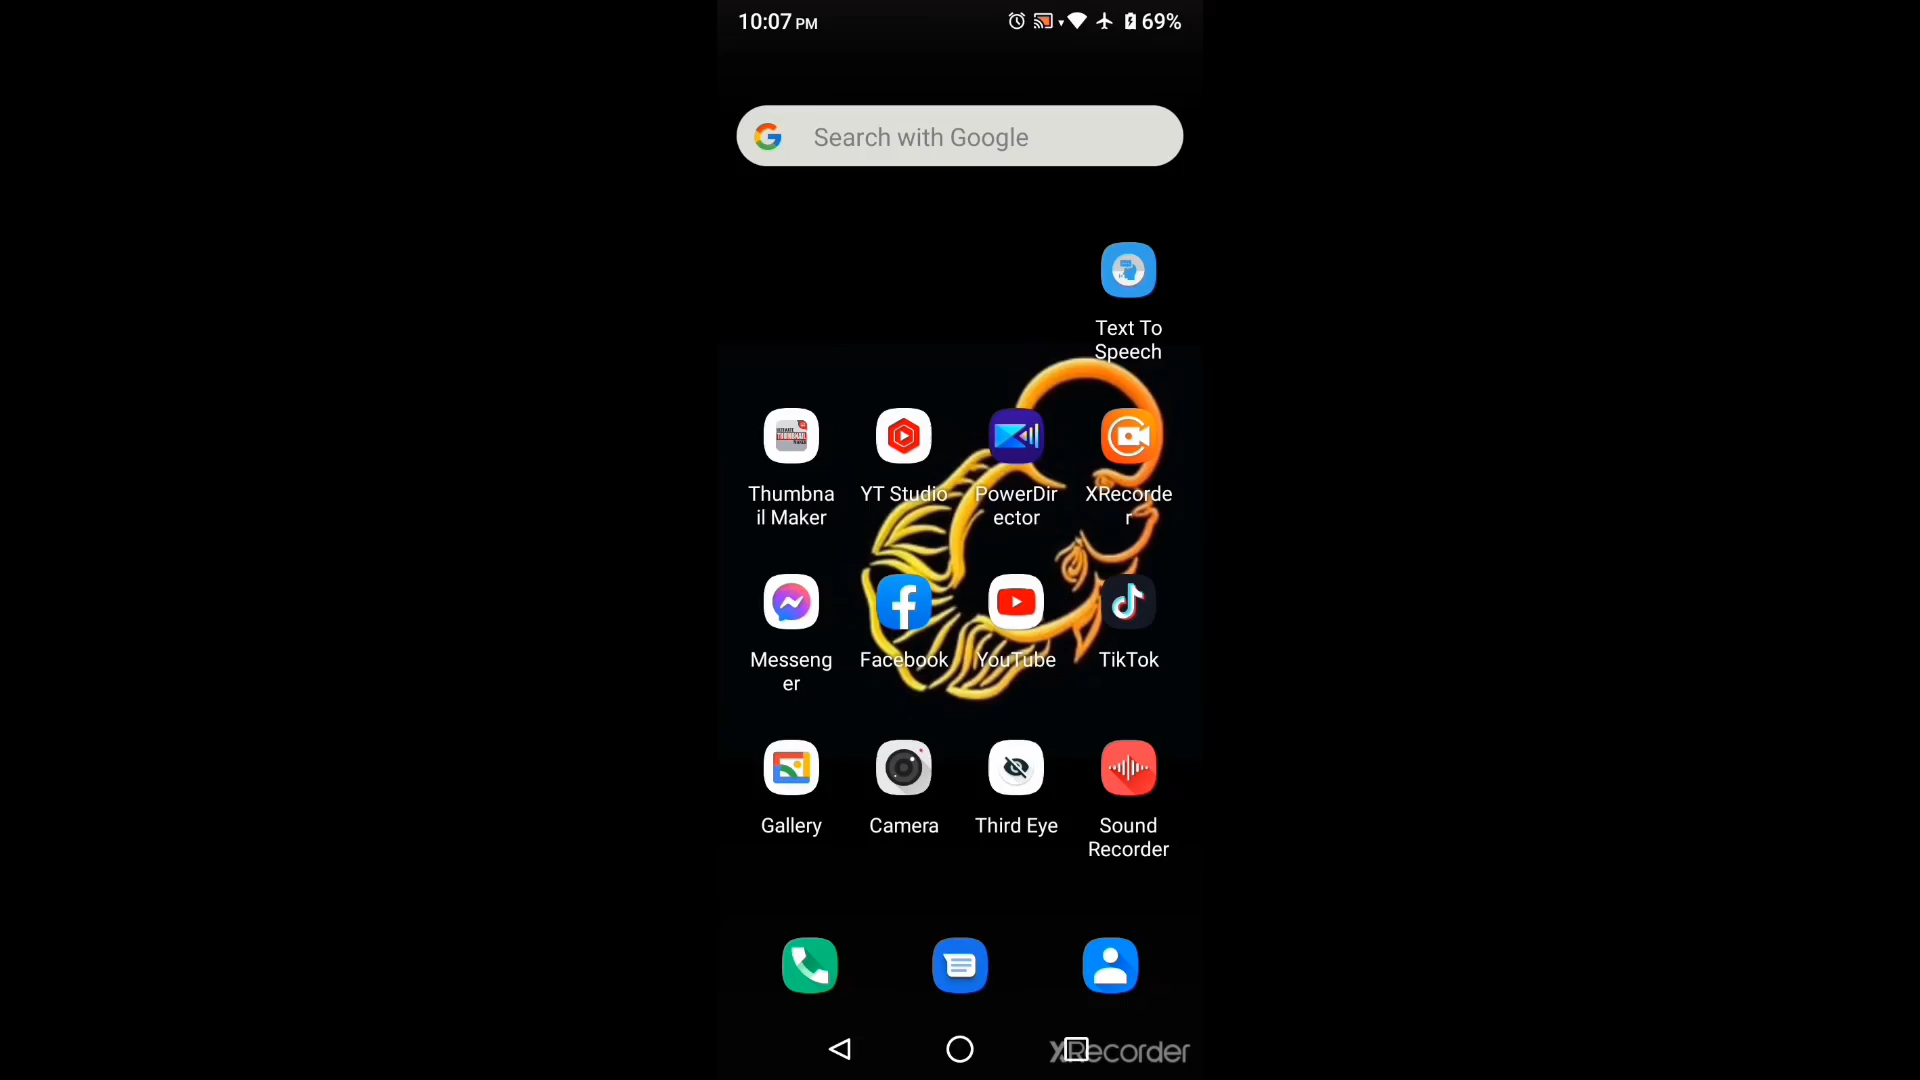 10:07 PM
69%
Search with Google
Text To
Speech
Thumbna
il Maker
YT Studio
PowerDir
ector
XRecorde
r
Messeng
er
Facebook
YouTube
TikTok
Gallery
Camera
Third Eye
Sound
Recorder
XRecorder